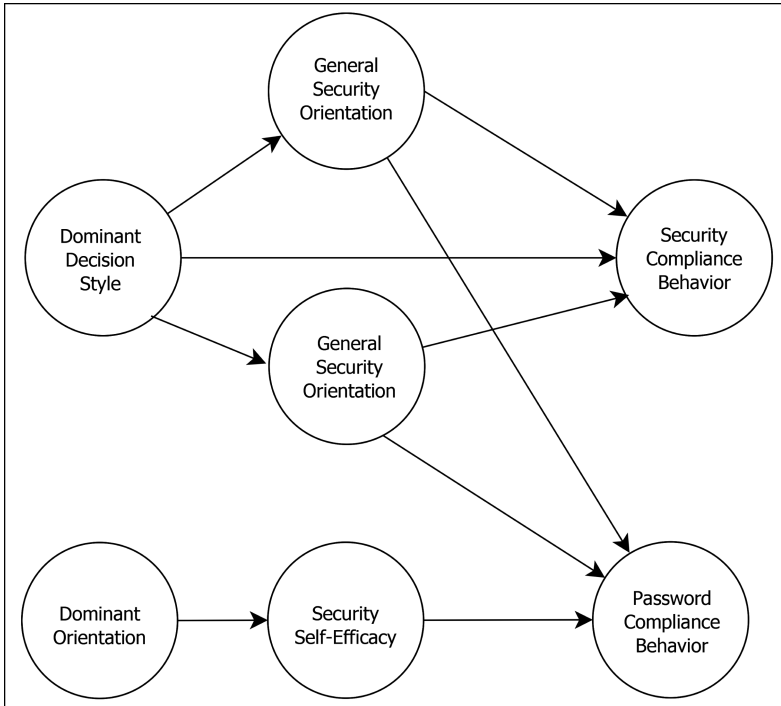 General
Security
Orientation
Dominant
Decision
Style
Security
Compliance
Behavior
General
Security
Orientation
Dominant
Orientation
Security
Self-Efficacy
Password
Compliance
Behavior